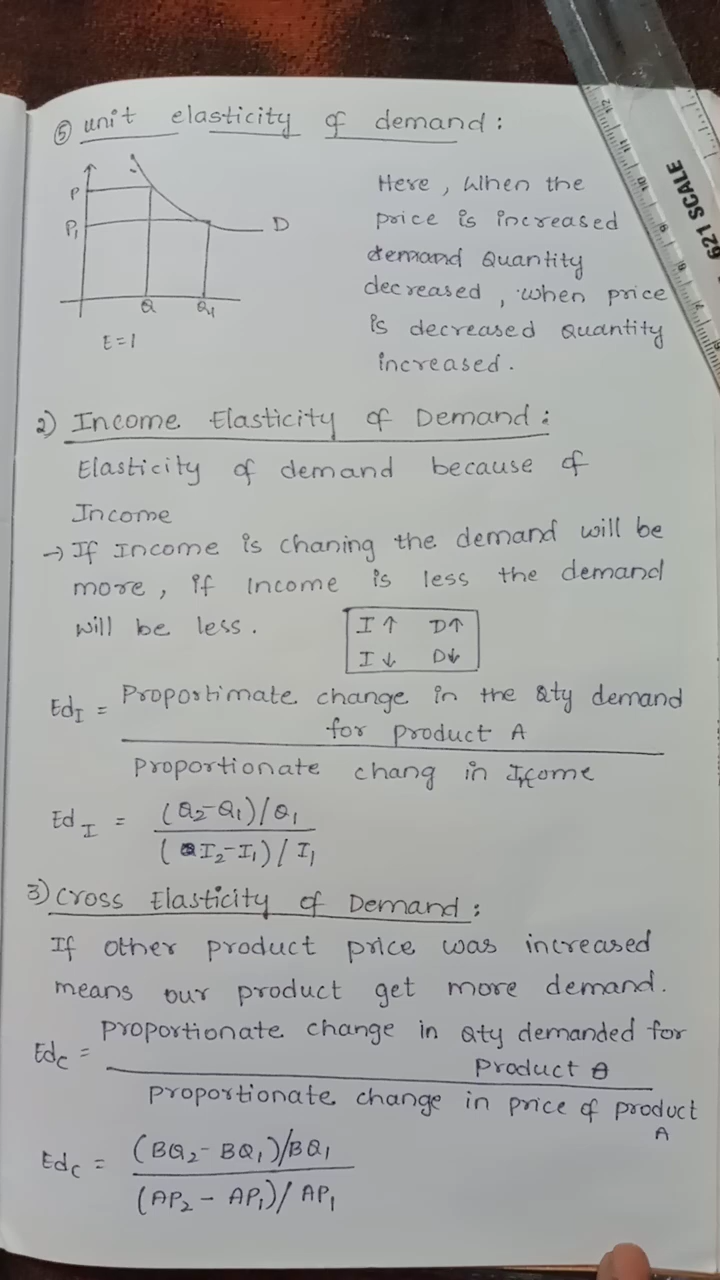 ⑤ unit elasticity of demand :
P
P1
D
Q
Q1
E=1
Here, When the
price is increased
demand Quantity
decreased, when price
is decreased Quantity
increased.
2) Income Elasticity of Demand :
Elasticity of demand because of
Income
→ If Income is chaning the demand will be
more, if Income is less the demand
will be less.
I ↑ D↑
I ↓ D↓
EdI = Proportimate change in the Qty demand
for product A
Proportionate chang in Income
EdI = (Q2-Q1)/Q1
(I2-I1)/I1
3) Cross Elasticity of Demand :
If other product price was increased
means our product get more demand.
Edc = Proportionate change in Qty demanded for
Product B
Proportionate change in price of product
A
Edc = (BQ2 - BQ1)/BQ1
(AP2 - AP1)/AP1
621 SCALE
12
11
10
9